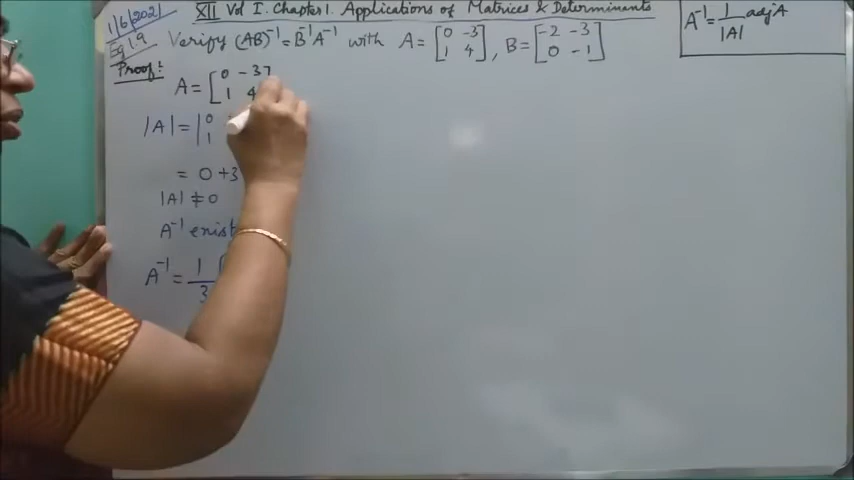 1/6/2021
XII Vol I. Chapter 1. Applications of Matrices & Determinants
Eg 1.9
Verify (AB)⁻¹ = B⁻¹A⁻¹ with A = [0 -3; 1 4], B = [-2 -3; 0 -1]
A⁻¹ = 1/|A| adj A
Proof:
A = [0 -3; 1 4
|A| = |0
1
= 0 + 3
|A| ≠ 0
A⁻¹ exist
A⁻¹ = 1/3 [